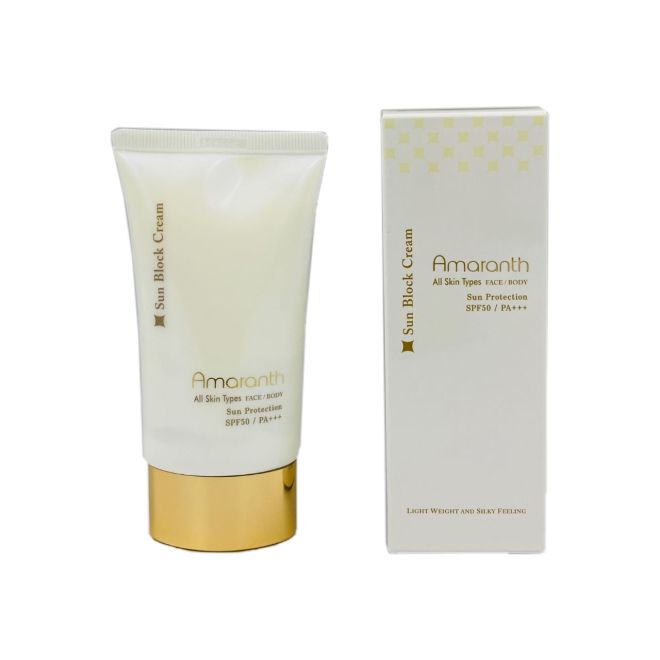 Sun Block Cream
Amaranth
All Skin Types FACE/BODY
Sun Protection
SPF50 / PA+++
Sun Block Cream
Amaranth
All Skin Types FACE/BODY
Sun Protection
SPF50 / PA+++
LIGHT WEIGHT AND SILKY FEELING